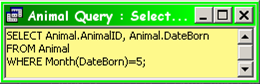 Animal Query : Select...
SELECT Animal.AnimalID, Animal.DateBorn
FROM Animal
WHERE Month(DateBorn)=5;